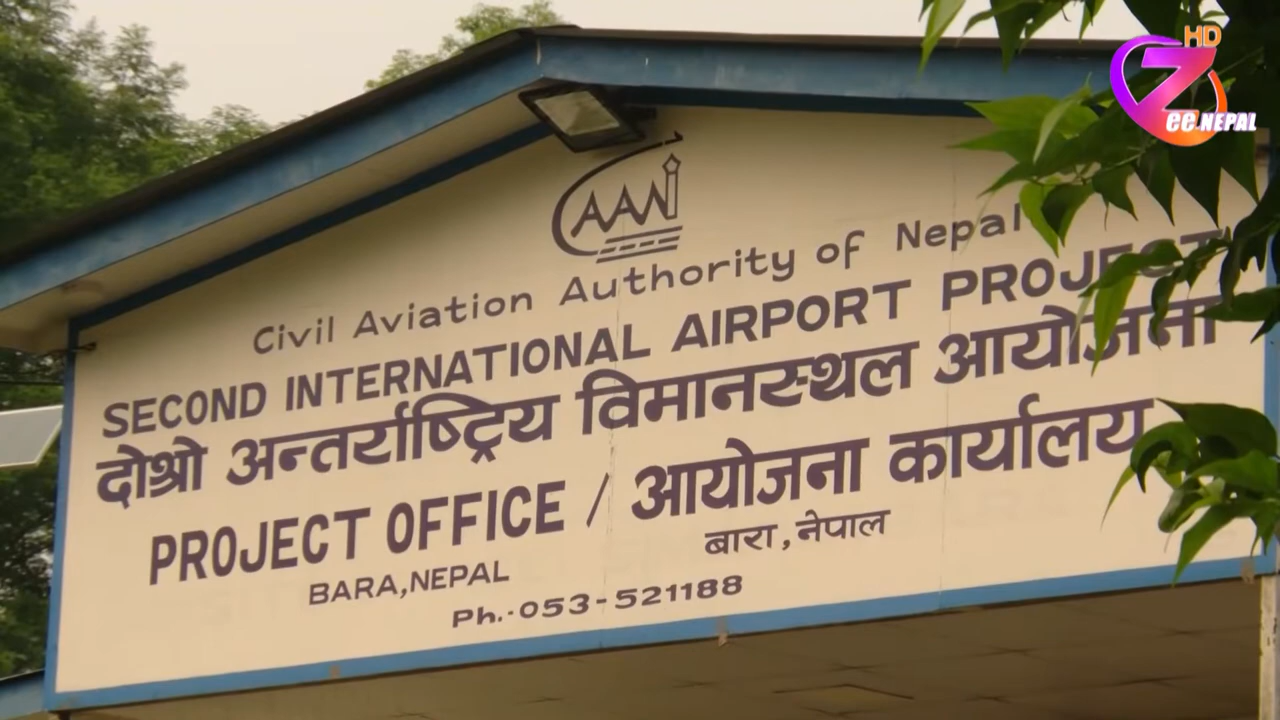 HD
Zee.NEPAL
CAAN
Civil Aviation Authority of Nepal
SECOND INTERNATIONAL AIRPORT PROJECT
दोश्रो अन्तर्राष्ट्रिय विमानस्थल आयोजना
PROJECT OFFICE / आयोजना कार्यालय
BARA,NEPAL बारा,नेपाल
Ph.-053-521188